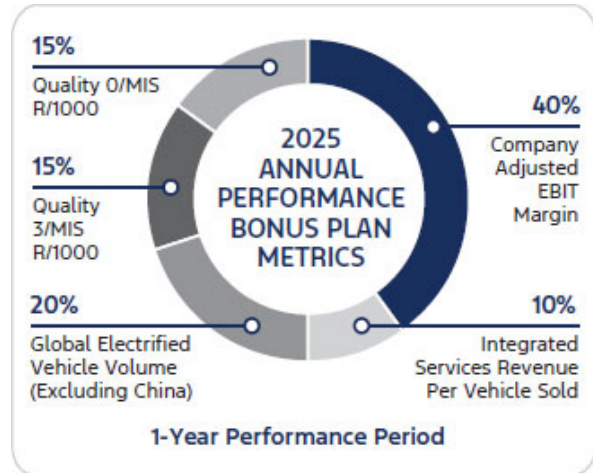 15%
Quality 0/MIS
R/1000
15%
Quality
3/MIS
R/1000
20%
Global Electrified
Vehicle Volume
(Excluding China)
2025
ANNUAL
PERFORMANCE
BONUS PLAN
METRICS
40%
Company
Adjusted
EBIT
Margin
10%
Integrated
Services Revenue
Per Vehicle Sold
1-Year Performance Period